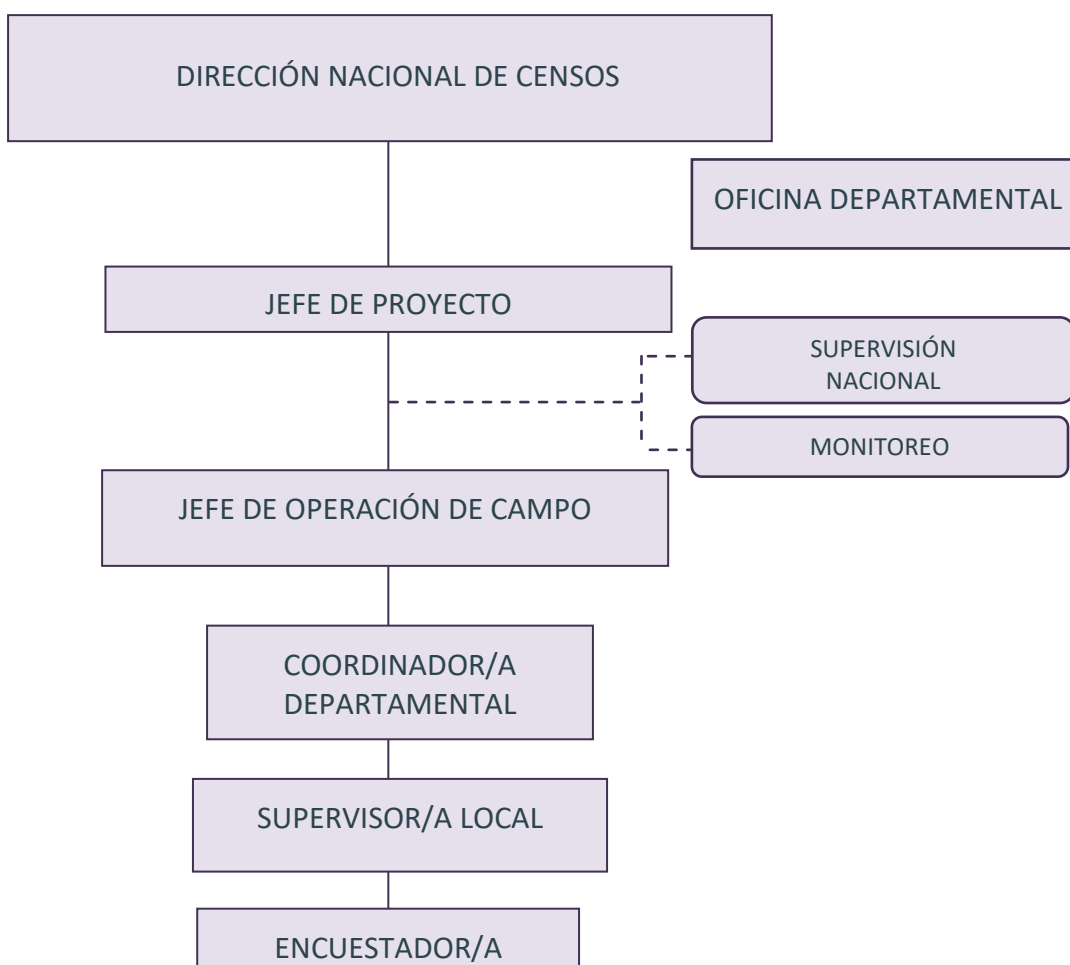 DIRECCIÓN NACIONAL DE CENSOS
OFICINA DEPARTAMENTAL
JEFE DE PROYECTO
SUPERVISIÓN
NACIONAL
MONITOREO
JEFE DE OPERACIÓN DE CAMPO
COORDINADOR/A
DEPARTAMENTAL
SUPERVISOR/A LOCAL
ENCUESTADOR/A